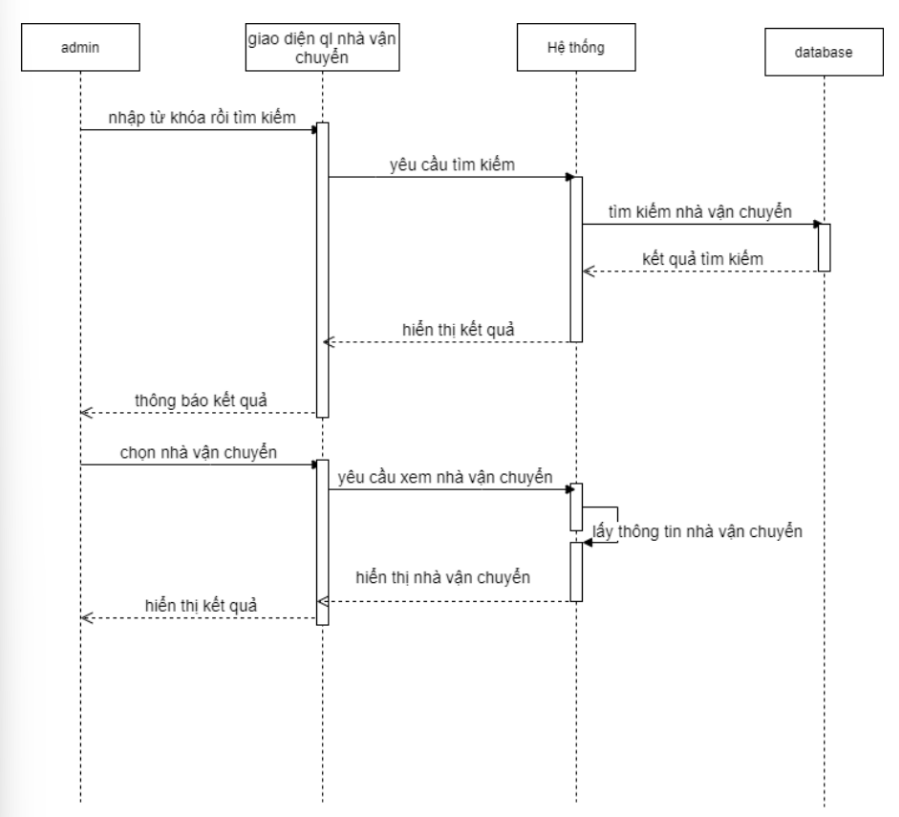 admin
giao diện ql nhà vận
chuyển
Hệ thống
database
nhập từ khóa rồi tìm kiếm
yêu cầu tìm kiếm
tìm kiếm nhà vận chuyển
kết quả tìm kiếm
hiển thị kết quả
thông báo kết quả
chọn nhà vận chuyển
yêu cầu xem nhà vận chuyển
lấy thông tin nhà vận chuyển
hiển thị nhà vận chuyển
hiển thị kết quả